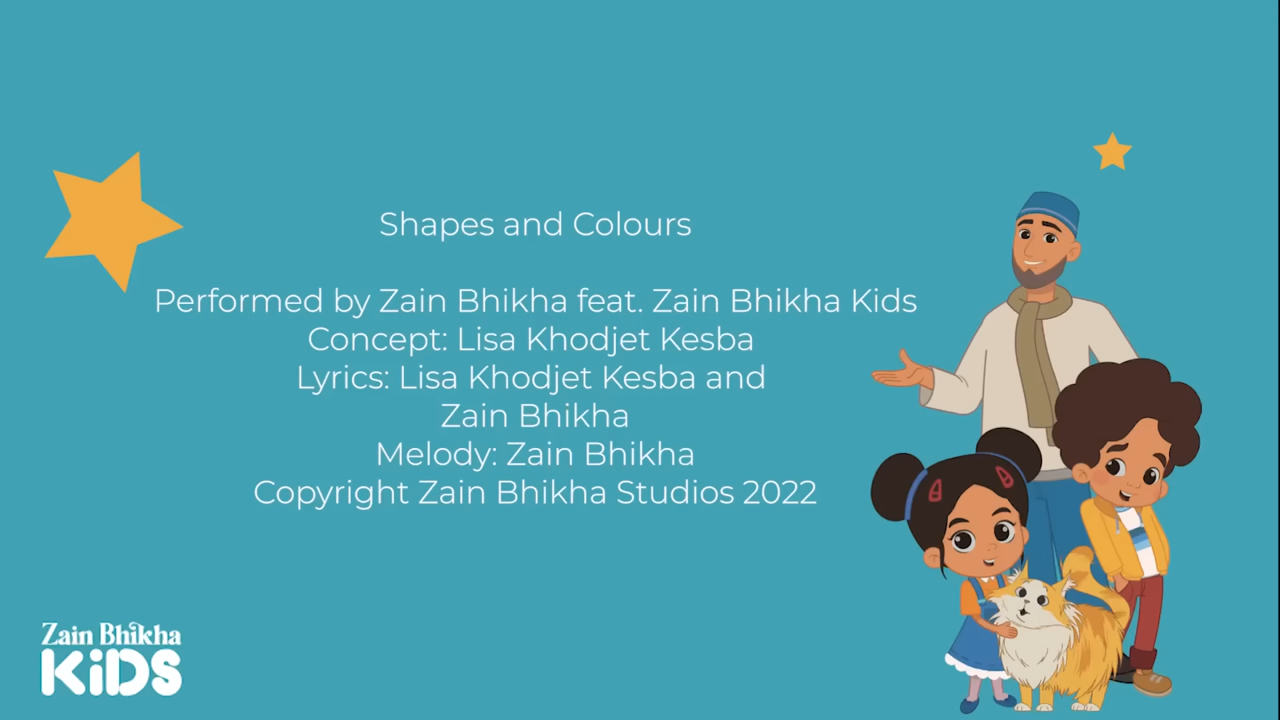 Shapes and Colours
Performed by Zain Bhikha feat. Zain Bhikha Kids
Concept: Lisa Khodjet Kesba
Lyrics: Lisa Khodjet Kesba and
Zain Bhikha
Melody: Zain Bhikha
Copyright Zain Bhikha Studios 2022
Zain Bhikha
KiDS